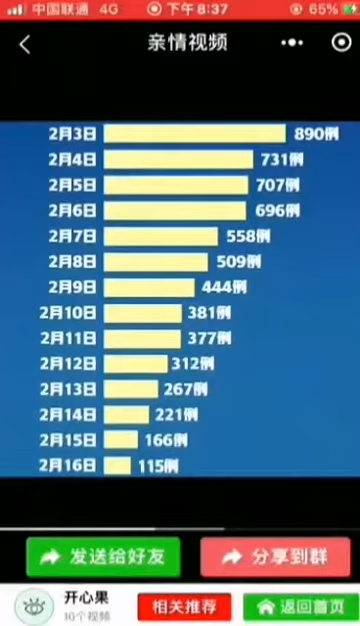 中国联通 4G 下午8:37 65%
亲情视频
2月3日 890例
2月4日 731例
2月5日 707例
2月6日 696例
2月7日 558例
2月8日 509例
2月9日 444例
2月10日 381例
2月11日 377例
2月12日 312例
2月13日 267例
2月14日 221例
2月15日 166例
2月16日 115例
发送给好友 分享到群
开心果
16个视频
相关推荐 返回首页